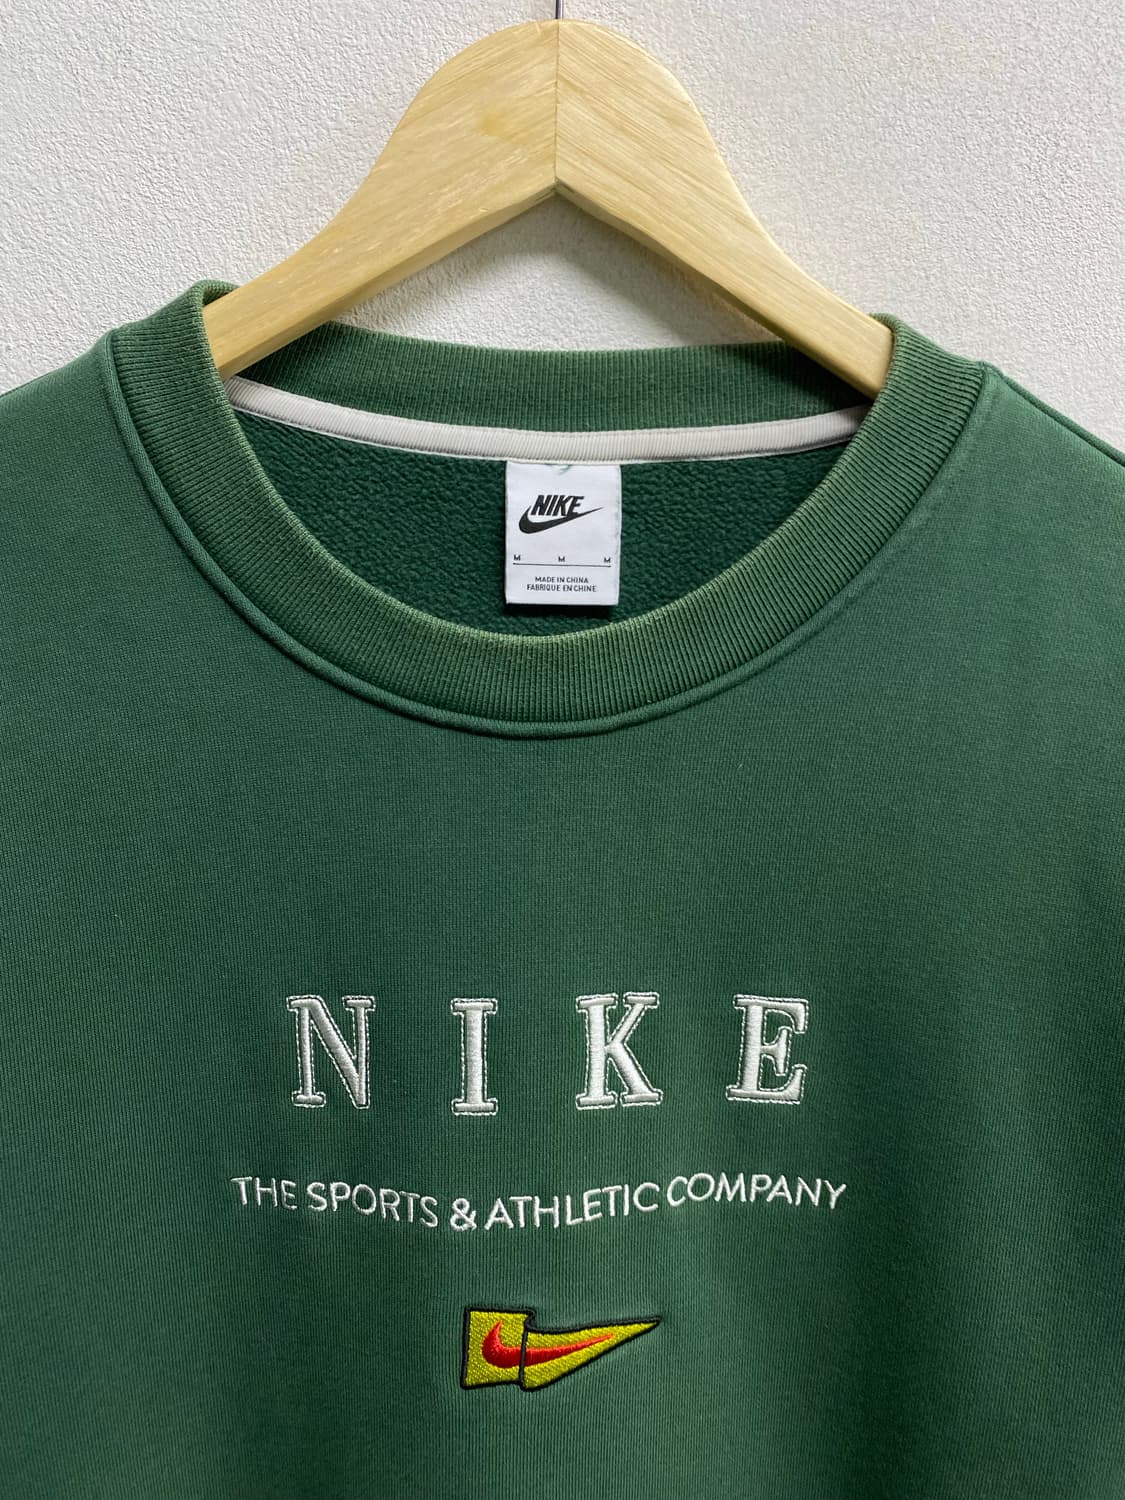 NIKE
M M M
MADE IN CHINA
FABRIQUE EN CHINE
NIKE
THE SPORTS & ATHLETIC COMPANY